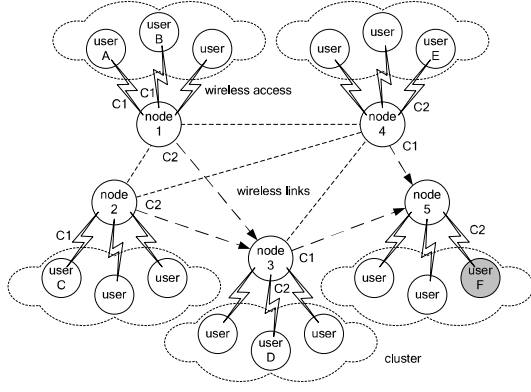 user
A
user
B
user
user
user
user
E
C1
C1
wireless access
C2
node
1
node
4
C2
C1
wireless links
node
2
C2
node
5
C1
C2
node
3
C1
C2
user
C
user
user
user
user
user
F
user
user
D
user
cluster